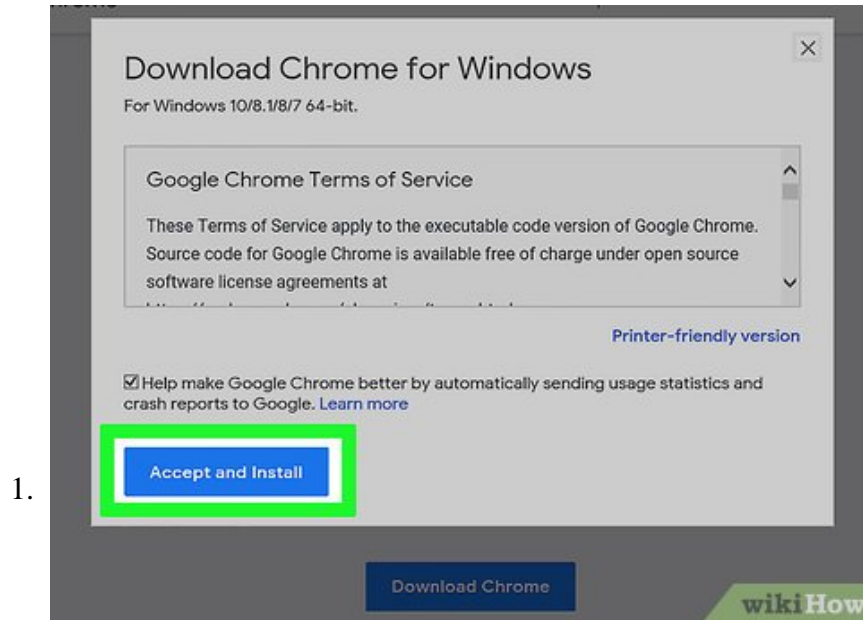 Download Chrome for Windows
For Windows 10/8.1/8/7 64-bit.
Google Chrome Terms of Service
These Terms of Service apply to the executable code version of Google Chrome.
Source code for Google Chrome is available free of charge under open source
software license agreements at
Printer-friendly version
Help make Google Chrome better by automatically sending usage statistics and
crash reports to Google. Learn more
Accept and Install
1.
Download Chrome
wikiHow